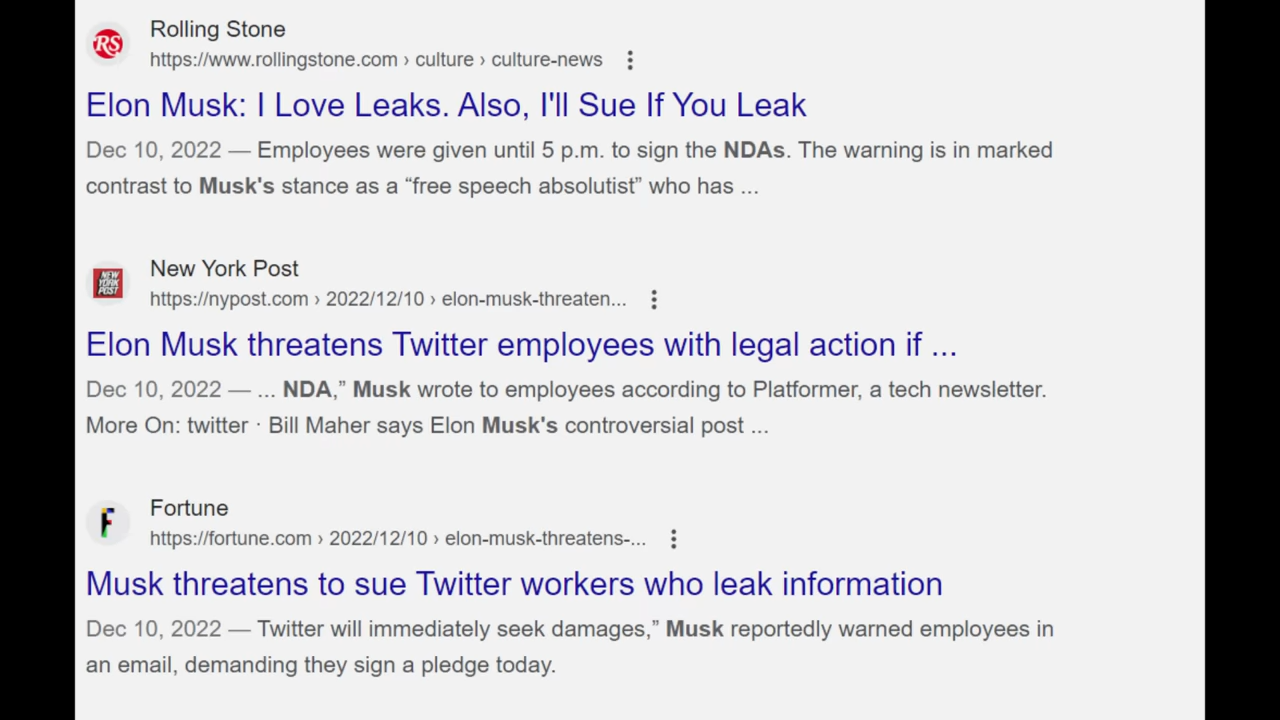 RS
Rolling Stone
https://www.rollingstone.com › culture › culture-news
Elon Musk: I Love Leaks. Also, I'll Sue If You Leak
Dec 10, 2022 — Employees were given until 5 p.m. to sign the NDAs. The warning is in marked
contrast to Musk's stance as a “free speech absolutist” who has ...
NEW
YORK
POST
New York Post
https://nypost.com › 2022/12/10 › elon-musk-threaten...
Elon Musk threatens Twitter employees with legal action if ...
Dec 10, 2022 — ... NDA,” Musk wrote to employees according to Platformer, a tech newsletter.
More On: twitter · Bill Maher says Elon Musk's controversial post ...
F
Fortune
https://fortune.com › 2022/12/10 › elon-musk-threatens-...
Musk threatens to sue Twitter workers who leak information
Dec 10, 2022 — Twitter will immediately seek damages,” Musk reportedly warned employees in
an email, demanding they sign a pledge today.